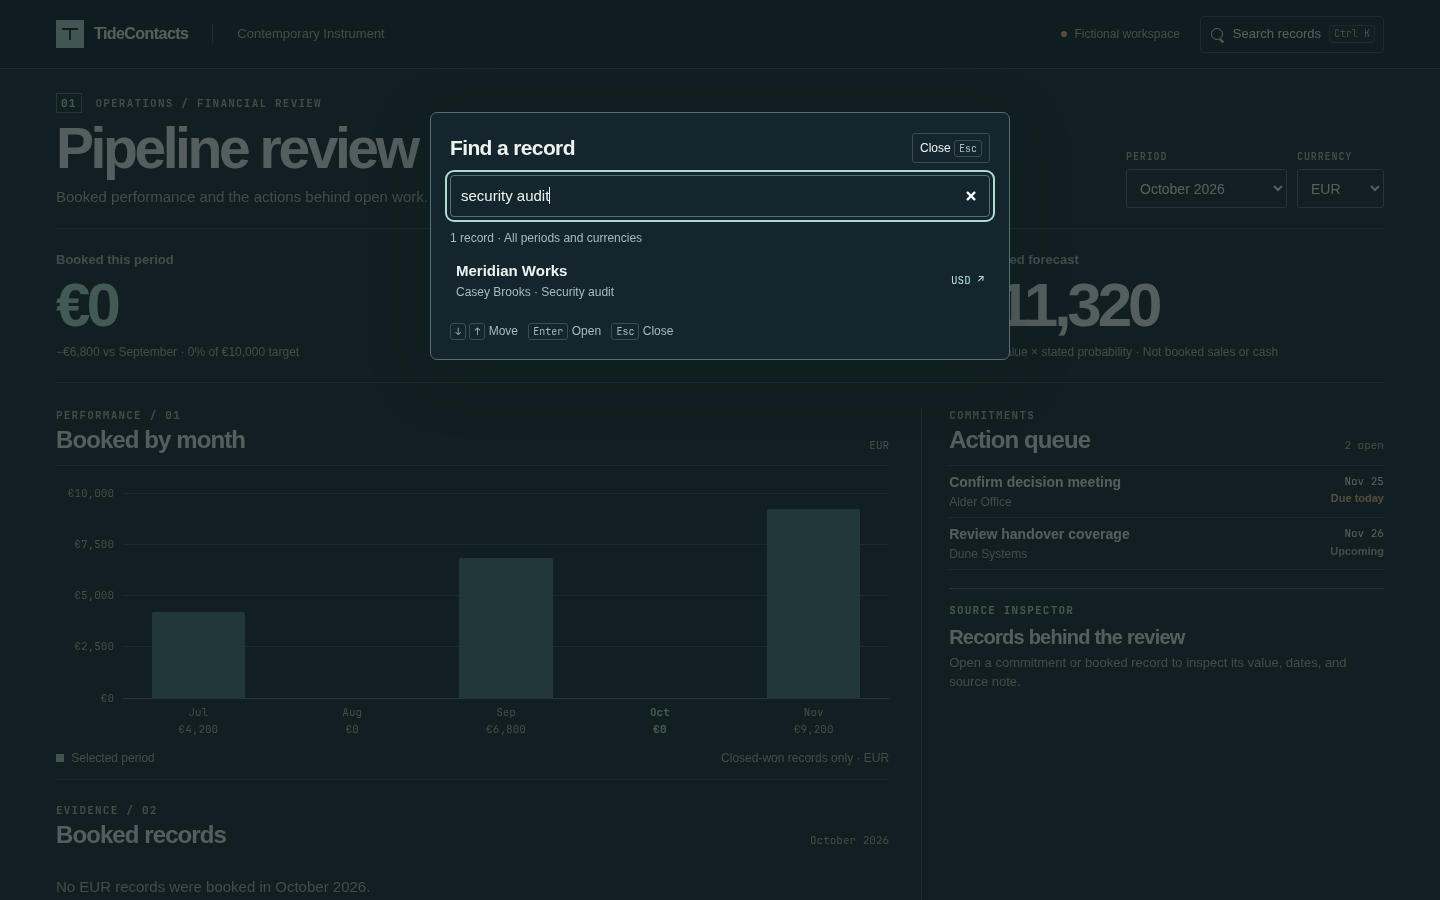 TideContacts
Contemporary Instrument
Fictional workspace
Search records Ctrl K
01 OPERATIONS / FINANCIAL REVIEW
Pipeline review
Booked performance and the actions behind open work.
PERIOD
October 2026
CURRENCY
EUR
Find a record
Close Esc
security audit
1 record · All periods and currencies
Meridian Works
Casey Brooks · Security audit
USD ↗
↓ ↑ Move Enter Open Esc Close
Booked this period
€0
−€6,800 vs September · 0% of €10,000 target
forecast
11,320
× stated probability · Not booked sales or cash
PERFORMANCE / 01
Booked by month
EUR
€10,000
€7,500
€5,000
€2,500
€0
Jul Aug Sep Oct Nov
€4,200 €0 €6,800 €0 €9,200
Selected period
Closed-won records only · EUR
EVIDENCE / 02
Booked records
October 2026
No EUR records were booked in October 2026.
COMMITMENTS
Action queue
2 open
Confirm decision meeting
Nov 25
Alder Office
Due today
Review handover coverage
Nov 26
Dune Systems
Upcoming
SOURCE INSPECTOR
Records behind the review
Open a commitment or booked record to inspect its value, dates, and
source note.